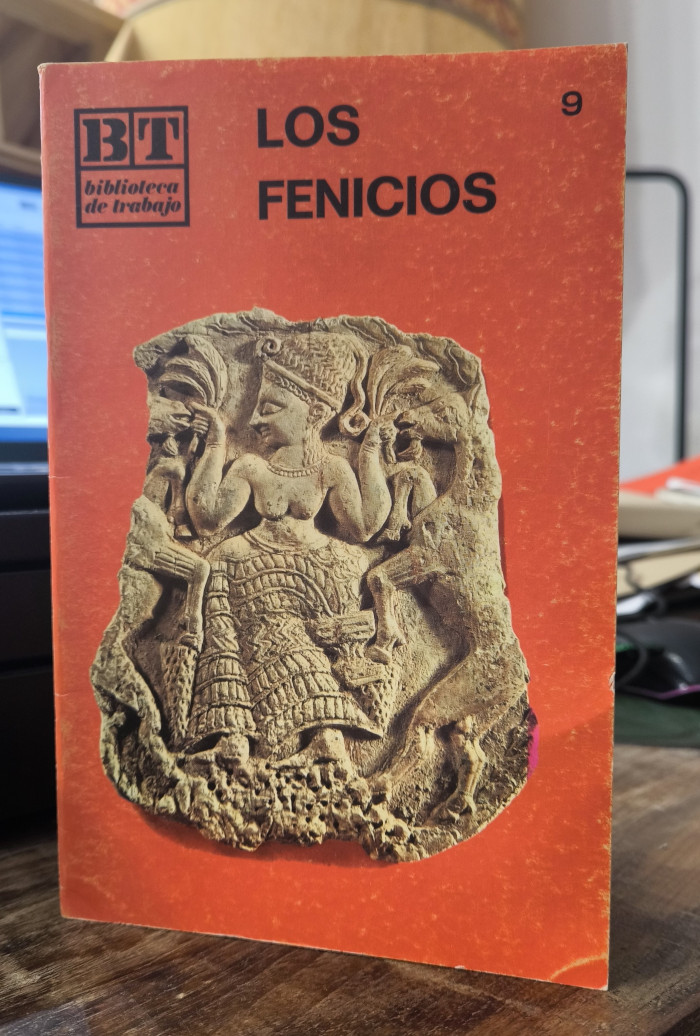 BT
biblioteca
de trabajo
LOS
FENICIOS
9